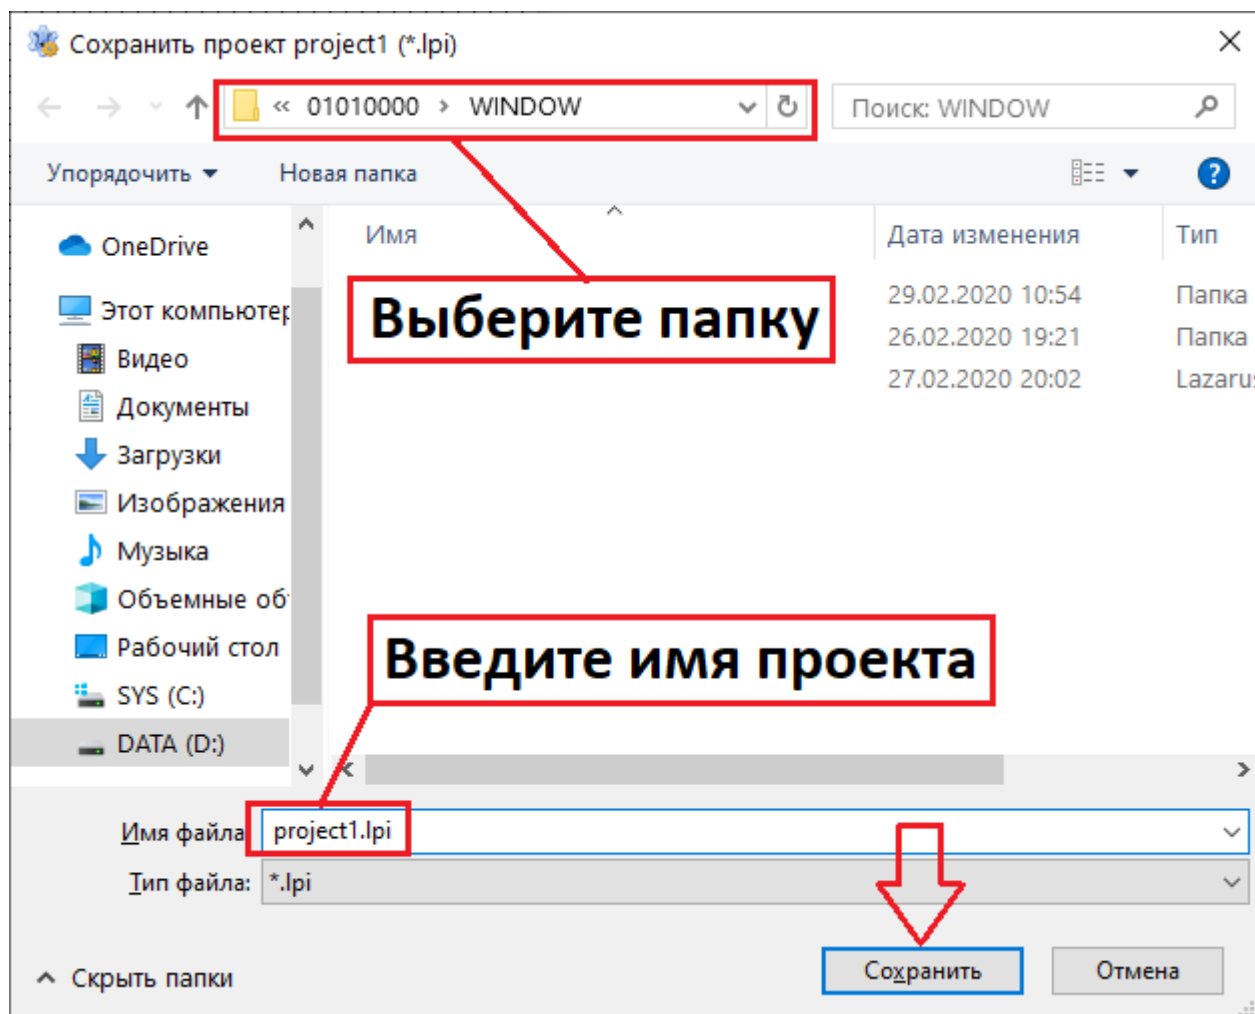 Сохранить проект project1 (*.lpi)
« 01010000 > WINDOW
Поиск: WINDOW
Упорядочить
Новая папка
Имя
Дата изменения
Тип
OneDrive
Этот компьютер
Видео
Документы
Загрузки
Изображения
Музыка
Объемные об
Рабочий стол
SYS (C:)
DATA (D:)
29.02.2020 10:54
Папка
26.02.2020 19:21
Папка
27.02.2020 20:02
Lazarus
Выберите папку
Введите имя проекта
Имя файла
project1.lpi
Тип файла:
*.lpi
Скрыть папки
Сохранить
Отмена